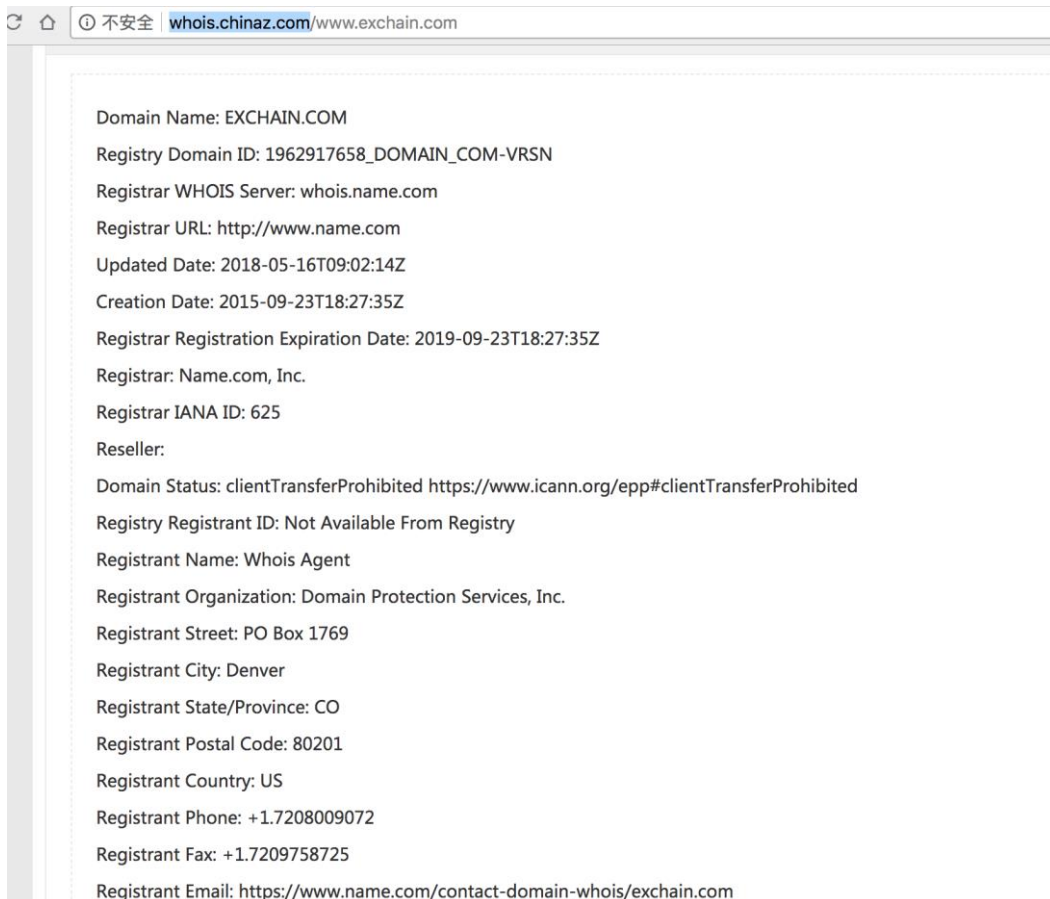 不安全 whois.chinaz.com/www.exchain.com
Domain Name: EXCHAIN.COM
Registry Domain ID: 1962917658_DOMAIN_COM-VRSN
Registrar WHOIS Server: whois.name.com
Registrar URL: http://www.name.com
Updated Date: 2018-05-16T09:02:14Z
Creation Date: 2015-09-23T18:27:35Z
Registrar Registration Expiration Date: 2019-09-23T18:27:35Z
Registrar: Name.com, Inc.
Registrar IANA ID: 625
Reseller:
Domain Status: clientTransferProhibited https://www.icann.org/epp#clientTransferProhibited
Registry Registrant ID: Not Available From Registry
Registrant Name: Whois Agent
Registrant Organization: Domain Protection Services, Inc.
Registrant Street: PO Box 1769
Registrant City: Denver
Registrant State/Province: CO
Registrant Postal Code: 80201
Registrant Country: US
Registrant Phone: +1.7208009072
Registrant Fax: +1.7209758725
Registrant Email: https://www.name.com/contact-domain-whois/exchain.com